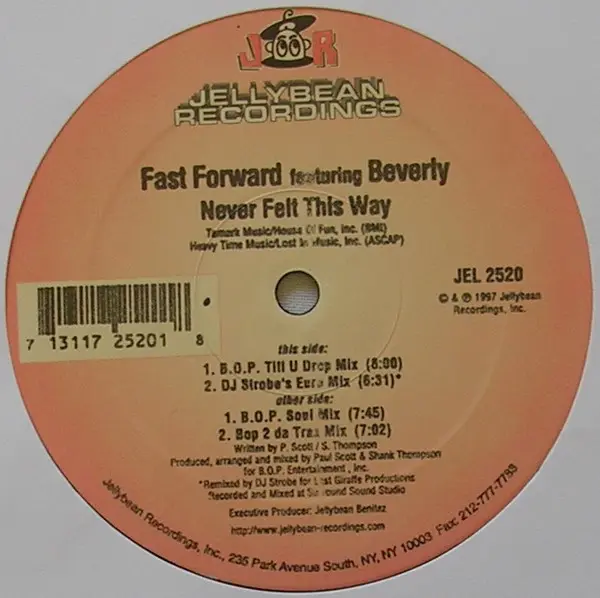 J R
JELLYBEAN
RECORDINGS
Fast Forward featuring Beverly
Never Felt This Way
Tamark Music/House Of Fun, Inc. (BMI)
Heavy Time Music/Lost In Music, Inc. (ASCAP)
JEL 2520
© & ℗ 1997 Jellybean
Recordings, Inc.
7 13117 25201 8
this side:
1. B.O.P. Till U Drop Mix (8:00)
2. DJ Strobe's Euro Mix (6:31)*
other side:
1. B.O.P. Soul Mix (7:45)
2. Bop 2 da Trax Mix (7:02)
Written by P. Scott / S. Thompson
Produced, arranged and mixed by Paul Scott & Shank Thompson
for B.O.P. Entertainment, Inc.
*Remixed by DJ Strobe for Last Giraffe Productions
Recorded and Mixed at Surround Sound Studio
Executive Producer: Jellybean Benitez
http://www.jellybean-recordings.com
Jellybean Recordings, Inc., 235 Park Avenue South, NY, NY 10003 Fax: 212-777-7788